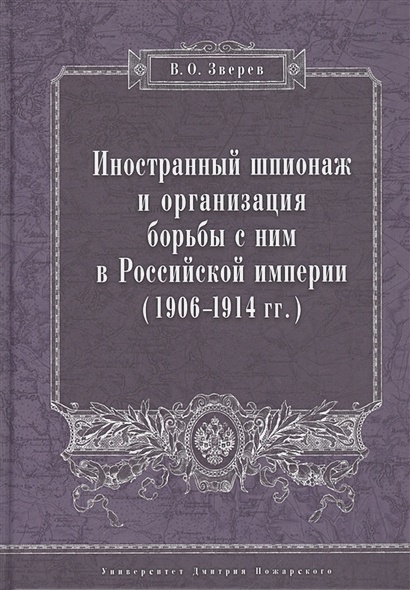 В. О. Зверев
Иностранный шпионаж
и организация
борьбы с ним
в Российской империи
(1906–1914 гг.)
Университет Дмитрия Пожарского